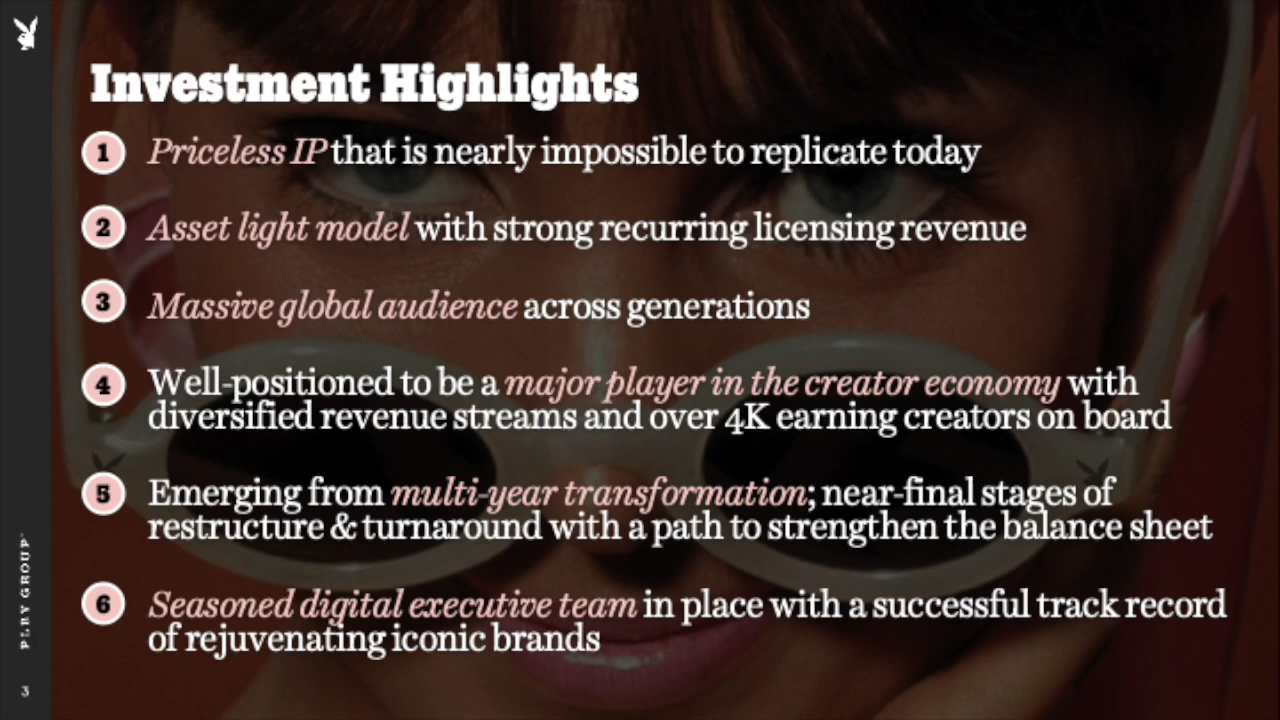 Investment Highlights
1 Priceless IP that is nearly impossible to replicate today
2 Asset light model with strong recurring licensing revenue
3 Massive global audience across generations
4 Well-positioned to be a major player in the creator economy with
diversified revenue streams and over 4K earning creators on board
5 Emerging from multi-year transformation; near-final stages of
restructure & turnaround with a path to strengthen the balance sheet
6 Seasoned digital executive team in place with a successful track record
of rejuvenating iconic brands
PLBY GROUP
3